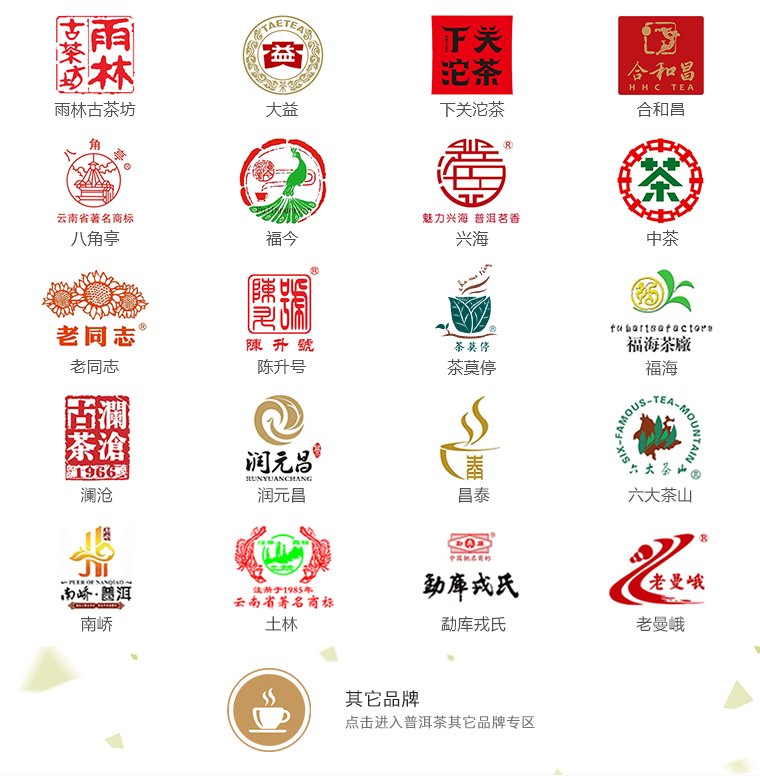 雨林
古茶坊
雨林古茶坊
TAETEA
益
大益
下关
沱茶
下关沱茶
合和昌
HHC TEA
合和昌
八角亭®
云南省著名商标
八角亭
福今
®
魅力兴海 普洱茗香
兴海
茶
中茶
老同志®
老同志
陳升號®
陳升號
陈升号
®
茶莫停
茶莫停
fuhaiteafactory
福海茶廠
福海
瀾滄
古茶
1966
澜沧
润元昌
RUNYUANCHANG
润元昌
昌泰
SIX-FAMOUS-TEA-MOUNTAIN
六大茶山®
六大茶山
PUER OF NANQIAO
南峤·普洱
南峤
土林
注册于1985年
云南省著名商标
土林
®
中国驰名商标
勐库戎氏
勐库戎氏
老曼峨®
老曼峨
其它品牌
点击进入普洱茶其它品牌专区